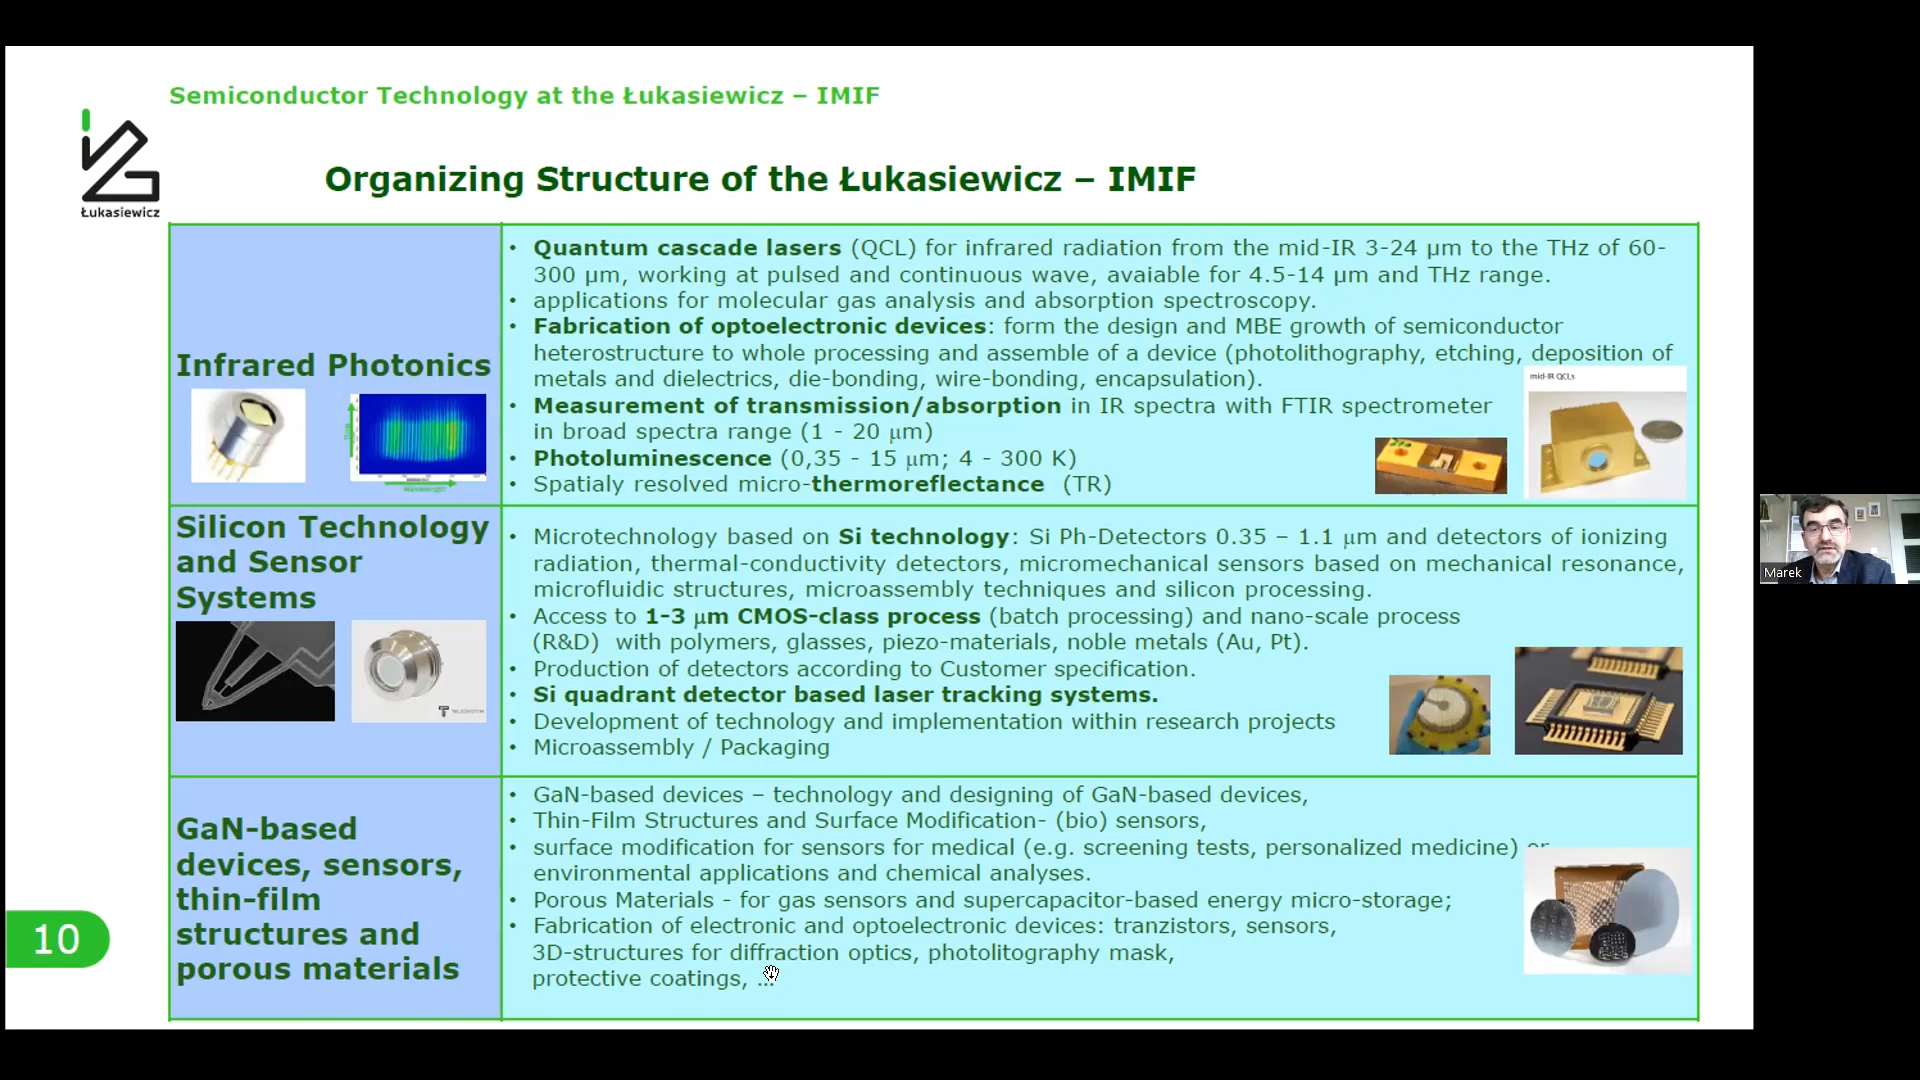 Semiconductor Technology at the Łukasiewicz – IMIF
Łukasiewicz
Organizing Structure of the Łukasiewicz – IMIF
Infrared Photonics
• Quantum cascade lasers (QCL) for infrared radiation from the mid-IR 3-24 µm to the THz of 60-
300 µm, working at pulsed and continuous wave, avaiable for 4.5-14 µm and THz range.
• applications for molecular gas analysis and absorption spectroscopy.
• Fabrication of optoelectronic devices: form the design and MBE growth of semiconductor
heterostructure to whole processing and assemble of a device (photolithography, etching, deposition of
metals and dielectrics, die-bonding, wire-bonding, encapsulation).
• Measurement of transmission/absorption in IR spectra with FTIR spectrometer
in broad spectra range (1 - 20 µm)
• Photoluminescence (0,35 - 15 µm; 4 - 300 K)
• Spatialy resolved micro-thermoreflectance (TR)
mid-IR QCLs
Silicon Technology
and Sensor
Systems
• Microtechnology based on Si technology: Si Ph-Detectors 0.35 – 1.1 µm and detectors of ionizing
radiation, thermal-conductivity detectors, micromechanical sensors based on mechanical resonance,
microfluidic structures, microassembly techniques and silicon processing.
• Access to 1-3 µm CMOS-class process (batch processing) and nano-scale process
(R&D) with polymers, glasses, piezo-materials, noble metals (Au, Pt).
• Production of detectors according to Customer specification.
• Si quadrant detector based laser tracking systems.
• Development of technology and implementation within research projects
• Microassembly / Packaging
GaN-based
devices, sensors,
thin-film
structures and
porous materials
• GaN-based devices – technology and designing of GaN-based devices,
• Thin-Film Structures and Surface Modification- (bio) sensors,
• surface modification for sensors for medical (e.g. screening tests, personalized medicine) or
environmental applications and chemical analyses.
• Porous Materials - for gas sensors and supercapacitor-based energy micro-storage;
• Fabrication of electronic and optoelectronic devices: tranzistors, sensors,
3D-structures for diffraction optics, photolitography mask,
protective coatings, ...
10
Marek